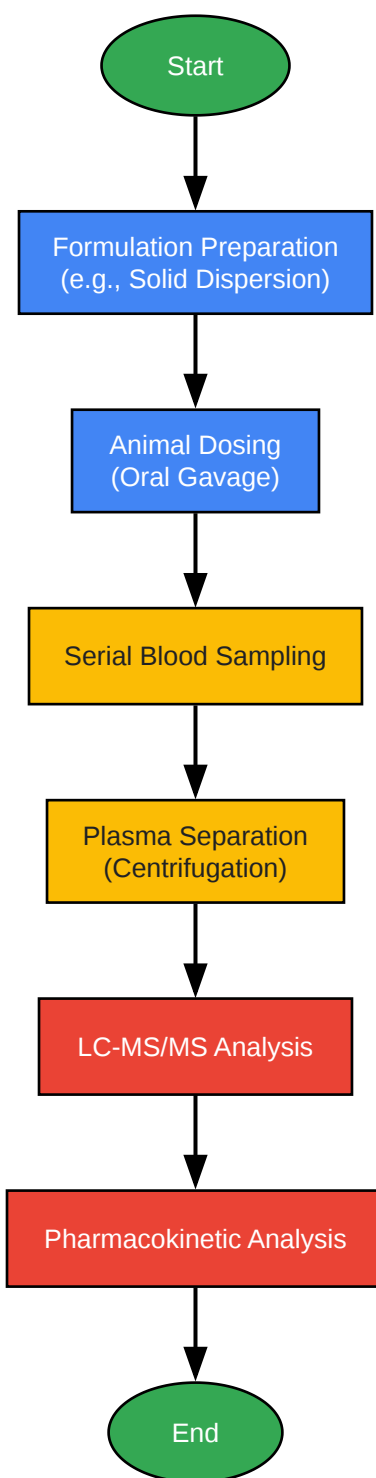 Start
Formulation Preparation
(e.g., Solid Dispersion)
Animal Dosing
(Oral Gavage)
Serial Blood Sampling
Plasma Separation
(Centrifugation)
LC-MS/MS Analysis
Pharmacokinetic Analysis
End